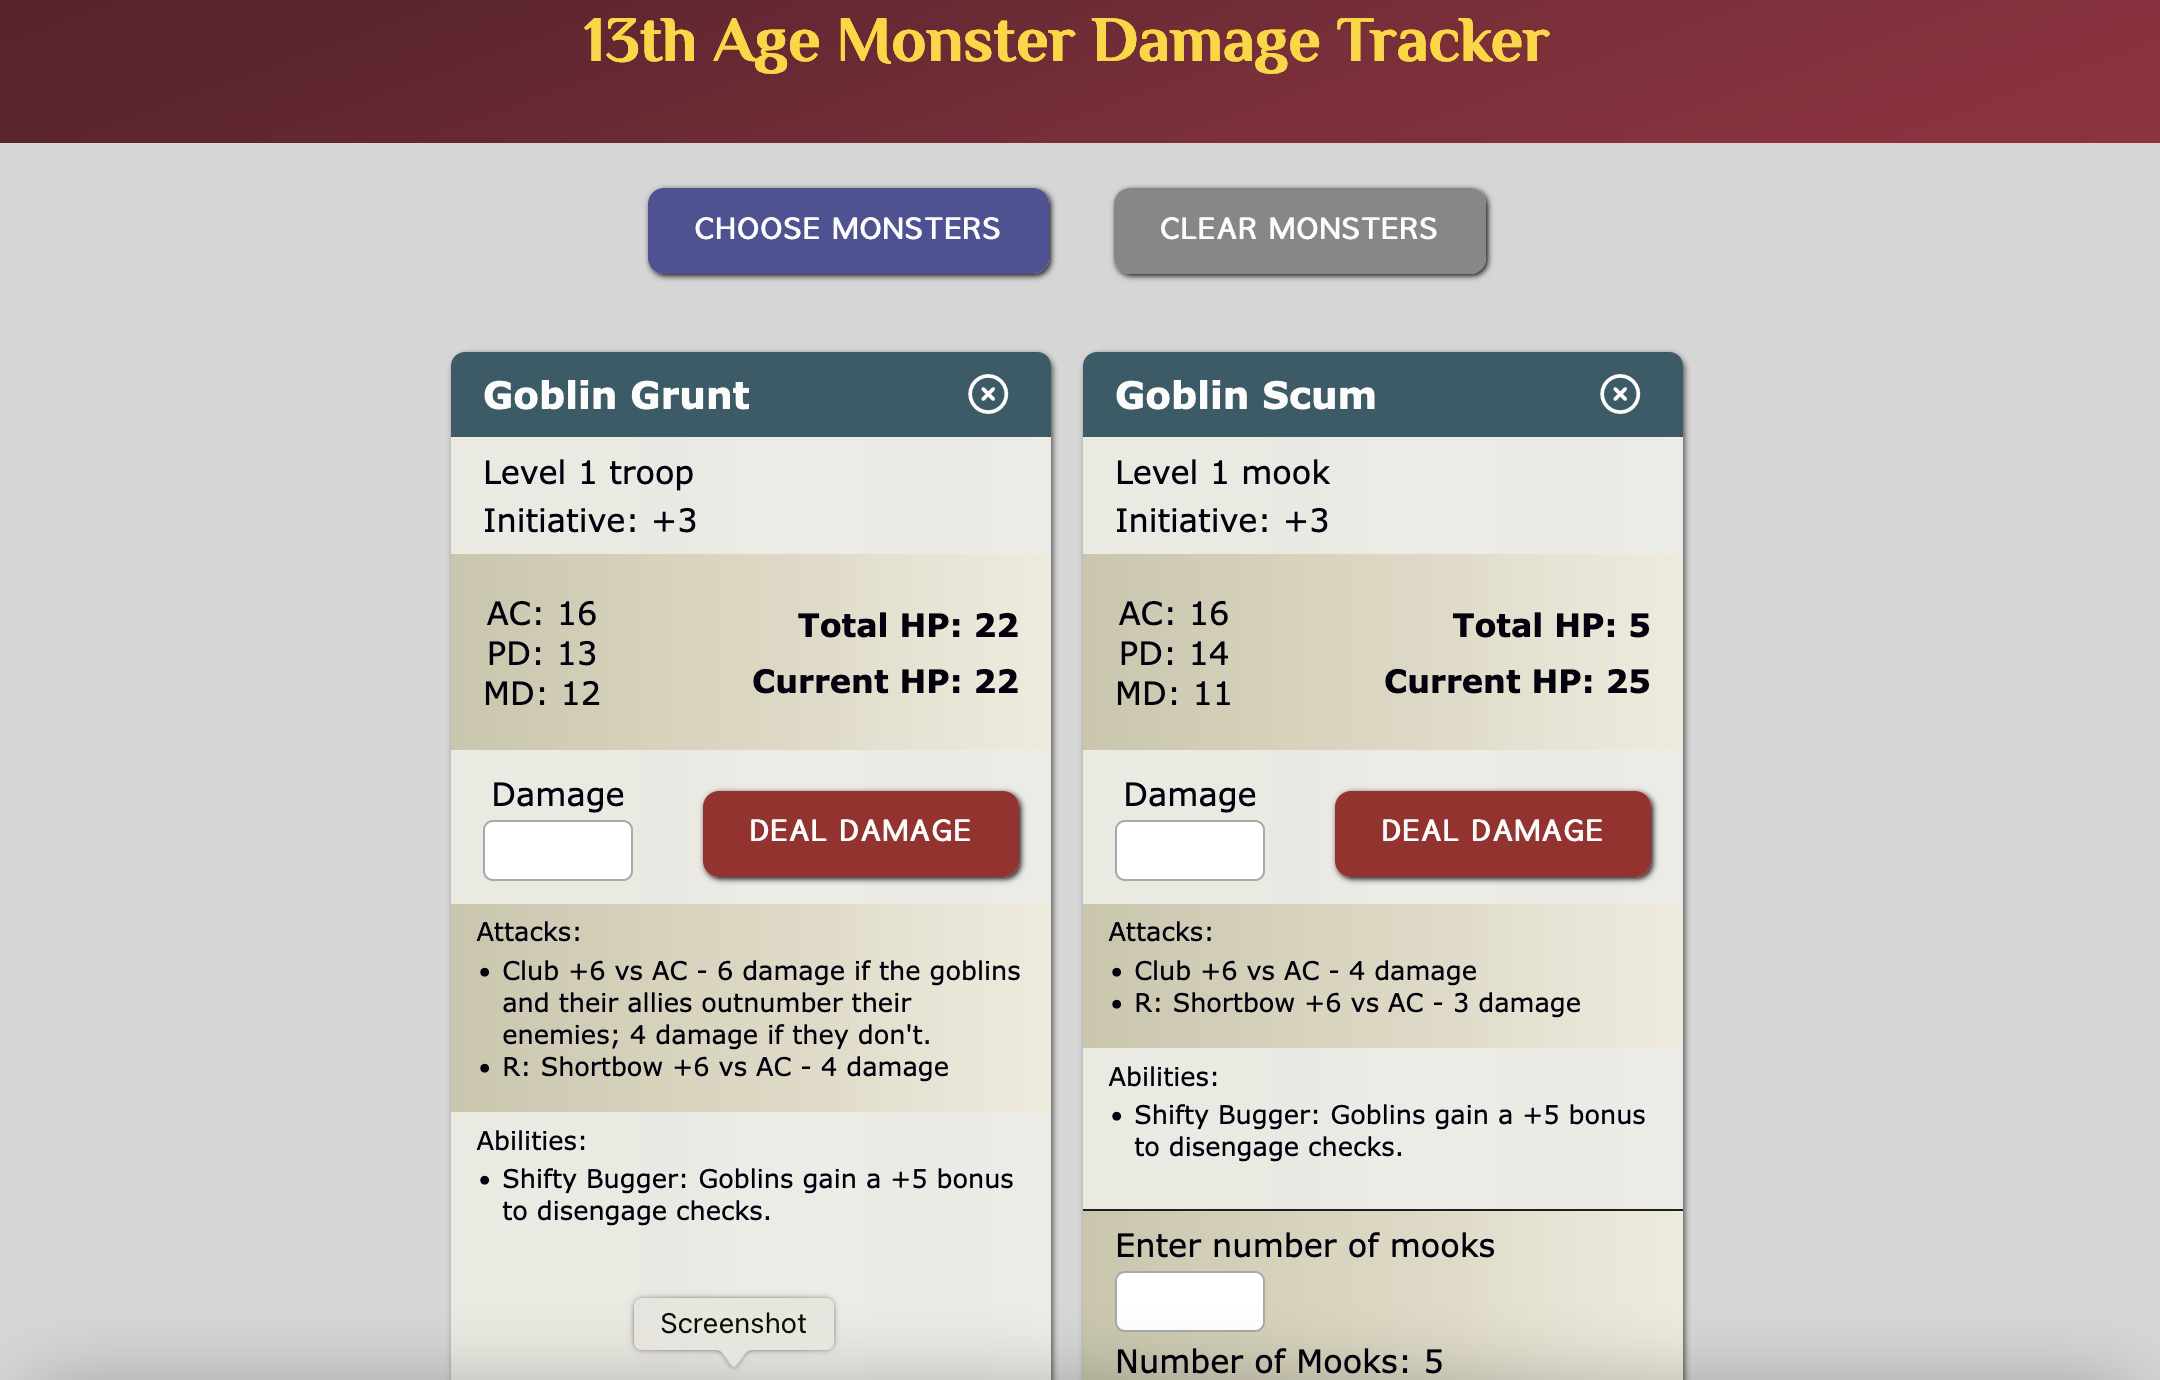 13th Age Monster Damage Tracker
CHOOSE MONSTERS
CLEAR MONSTERS
Goblin Grunt
Level 1 troop
Initiative: +3
AC: 16
PD: 13
MD: 12
Total HP: 22
Current HP: 22
Damage
DEAL DAMAGE
Attacks:
• Club +6 vs AC - 6 damage if the goblins
and their allies outnumber their
enemies; 4 damage if they don't.
• R: Shortbow +6 vs AC - 4 damage
Abilities:
• Shifty Bugger: Goblins gain a +5 bonus
to disengage checks.
Goblin Scum
Level 1 mook
Initiative: +3
AC: 16
PD: 14
MD: 11
Total HP: 5
Current HP: 25
Damage
DEAL DAMAGE
Attacks:
• Club +6 vs AC - 4 damage
• R: Shortbow +6 vs AC - 3 damage
Abilities:
• Shifty Bugger: Goblins gain a +5 bonus
to disengage checks.
Enter number of mooks
Number of Mooks: 5
Screenshot